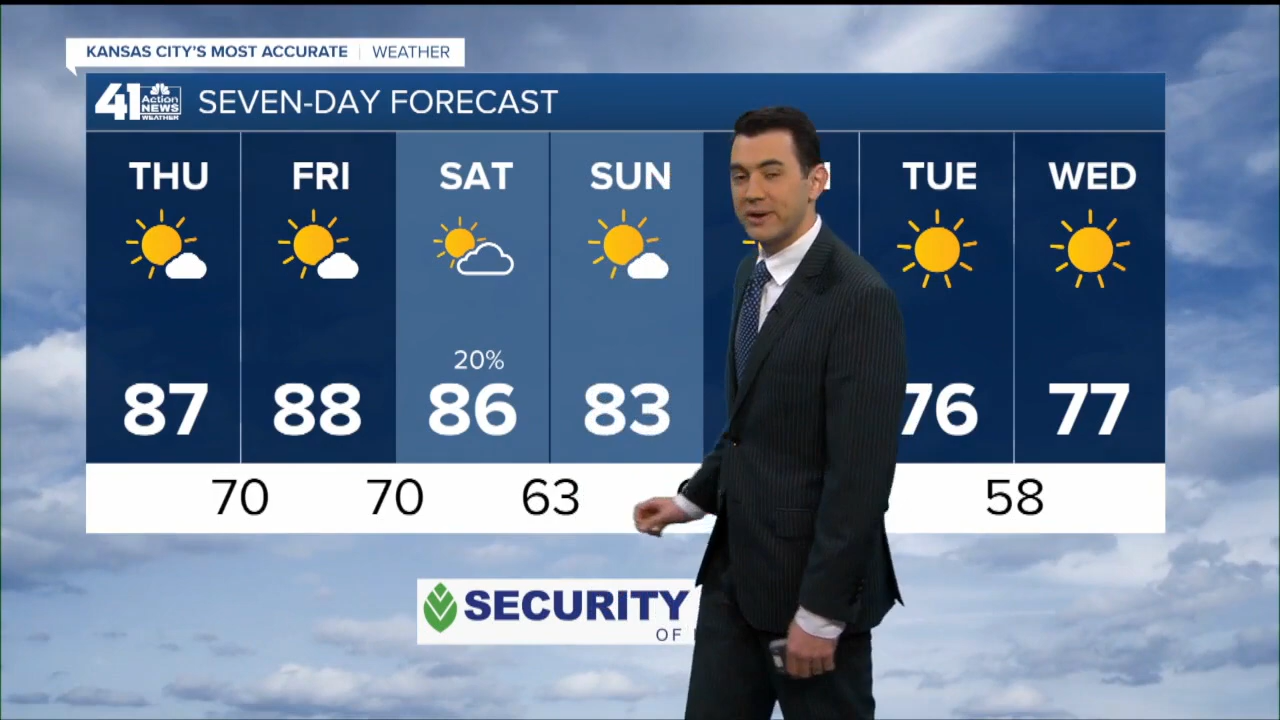 KANSAS CITY'S MOST ACCURATE | WEATHER
41 Action NEWS WEATHER SEVEN-DAY FORECAST
THU FRI SAT SUN TUE WED
20%
87 88 86 83 76 77
70 70 63 58
SECURITY
OF